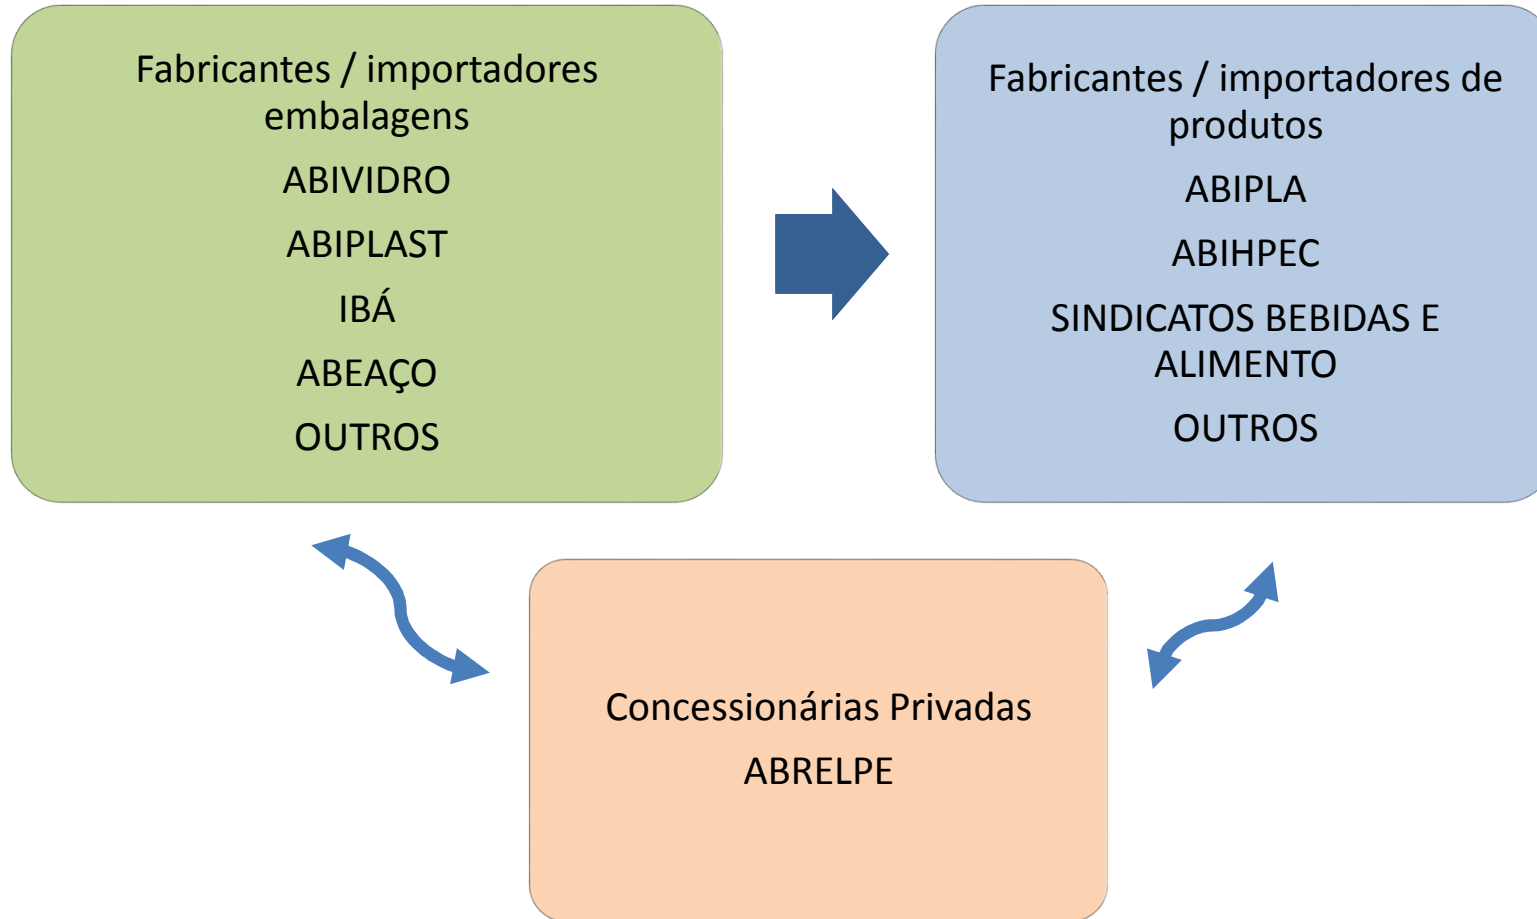 Fabricantes / importadores
embalagens
ABIVIDRO
ABIPLAST
IBÁ
ABEAÇO
OUTROS
Fabricantes / importadores de
produtos
ABIPLA
ABIHPEC
SINDICATOS BEBIDAS E
ALIMENTO
OUTROS
Concessionárias Privadas
ABRELPE